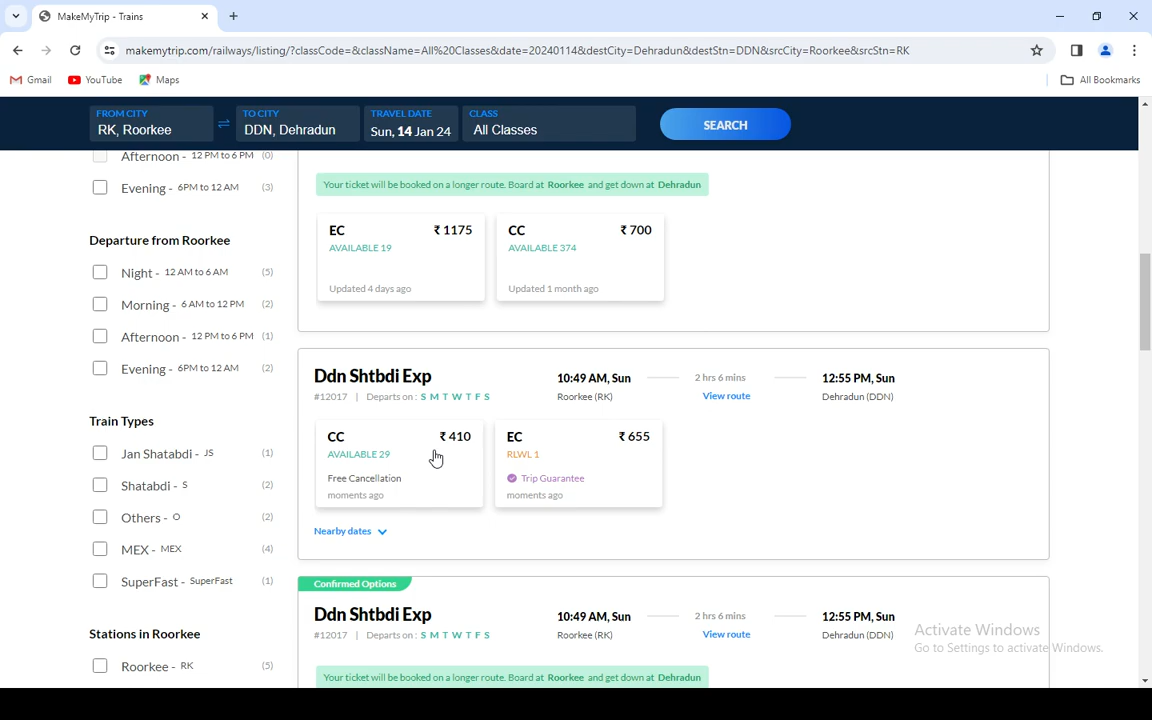 MakeMyTrip - Trains
makemytrip.com/railways/listing/?classCode=&className=All%20Classes&date=20240114&destCity=Dehradun&destStn=DDN&srcCity=Roorkee&srcStn=RK
Gmail YouTube Maps All Bookmarks
FROM CITY TO CITY TRAVEL DATE CLASS
RK, Roorkee DDN, Dehradun Sun, 14 Jan 24 All Classes SEARCH
Afternoon - 12 PM to 6 PM (0)
Evening - 6PM to 12 AM (3)
Departure from Roorkee
Night - 12 AM to 6 AM (5)
Morning - 6 AM to 12 PM (2)
Afternoon - 12 PM to 6 PM (1)
Evening - 6PM to 12 AM (2)
Train Types
Jan Shatabdi - JS (1)
Shatabdi - S (2)
Others - O (2)
MEX - MEX (4)
SuperFast - SuperFast (1)
Stations in Roorkee
Roorkee - RK (5)
Your ticket will be booked on a longer route. Board at Roorkee and get down at Dehradun
EC ₹ 1175
AVAILABLE 19
Updated 4 days ago
CC ₹ 700
AVAILABLE 374
Updated 1 month ago
Ddn Shtbdi Exp 10:49 AM, Sun 2 hrs 6 mins 12:55 PM, Sun
#12017 | Departs on : S M T W T F S Roorkee (RK) View route Dehradun (DDN)
CC ₹ 410
AVAILABLE 29
Free Cancellation
moments ago
EC ₹ 655
RLWL 1
Trip Guarantee
moments ago
Nearby dates
Confirmed Options
Ddn Shtbdi Exp 10:49 AM, Sun 2 hrs 6 mins 12:55 PM, Sun
#12017 | Departs on : S M T W T F S Roorkee (RK) View route Dehradun (DDN)
Your ticket will be booked on a longer route. Board at Roorkee and get down at Dehradun
Activate Windows
Go to Settings to activate Windows.